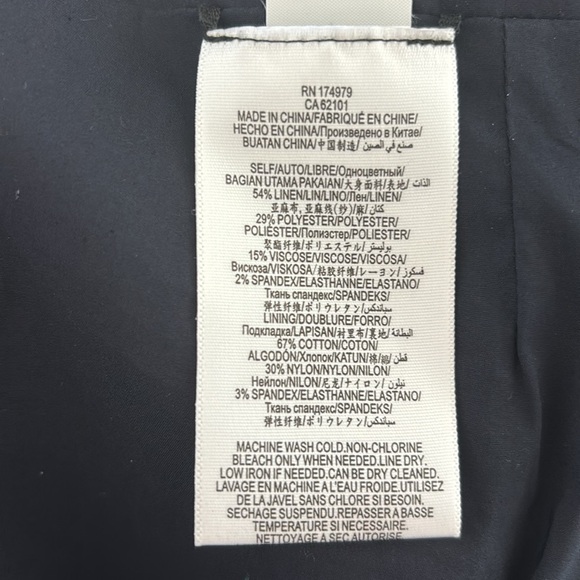 RN 174979
CA 62101
MADE IN CHINA/FABRIQUÉ EN CHINE/
HECHO EN CHINA/Произведено в Китае/
BUATAN CHINA/中国制造/ صنع في الصين
SELF/AUTO/LIBRE/Одноцветный/
BAGIAN UTAMA PAKAIAN/大身面料/表地/ الذات
54% LINEN/LIN/LINO/Лен/LINEN/
亚麻布, 亚麻线(纱)/麻/ كتان
29% POLYESTER/POLYESTER/
POLIÉSTER/Полиэстер/POLIESTER/
聚酯纤维/ポリエステル/ بوليستر
15% VISCOSE/VISCOSE/VISCOSA/
Вискоза/VISKOSA/粘胶纤维/レーヨン/ فسكوز
2% SPANDEX/ELASTHANNE/ELASTANO/
Ткань спандекс/SPANDEKS/
弹性纤维/ポリウレタン/ سباندكس
LINING/DOUBLURE/FORRO/
Подкладка/LAPISAN/衬里布/裏地/ البطانة
67% COTTON/COTON/
ALGODÓN/Хлопок/KATUN/棉/綿/ قطن
30% NYLON/NYLON/NILON/
Нейлон/NILON/尼龙/ナイロン/ نيلون
3% SPANDEX/ELASTHANNE/ELASTANO/
Ткань спандекс/SPANDEKS/
弹性纤维/ポリウレタン/ سباندكس
MACHINE WASH COLD.NON-CHLORINE
BLEACH ONLY WHEN NEEDED.LINE DRY.
LOW IRON IF NEEDED.CAN DRY CLEANED.
LAVAGE EN MACHINE A L'EAU FROIDE.UTILISEZ
DE LA JAVEL SANS CHLORE SI BESOIN.
SECHAGE SUSPENDU.REPASSER A BASSE
TEMPERATURE SI NECESSAIRE.
NETTOYAGE A SEC AUTORISE.